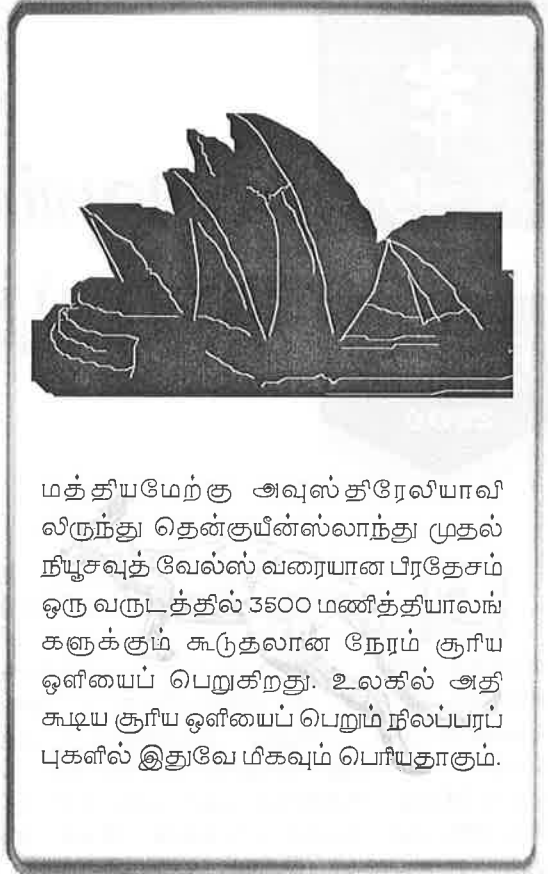 மத்தியமேற்கு அவுஸ்திரேலியாவி
லிருந்து தென்குயீன்ஸ்லாந்து முதல்
நியூசவுத் வேல்ஸ் வரையான பிரதேசம்
ஒரு வருடத்தில் 3500 மணித்தியாலங்
களுக்கும் கூடுதலான நேரம் சூரிய
ஒளியைப் பெறுகிறது. உலகில் அதி
கூடிய சூரிய ஒளியைப் பெறும் நிலப்பரப்
புகளில் இதுவே மிகவும் பெரியதாகும்.